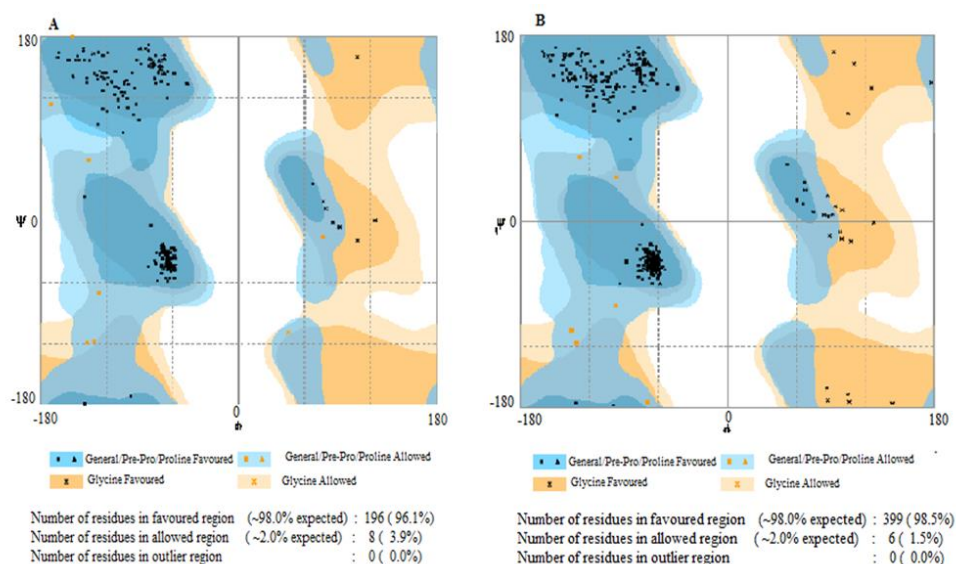 A
180
Ψ 0
-180
-180
0
180
ϕ
General/Pre-Pro/Proline Favoured
General/Pre-Pro/Proline Allowed
Glycine Favoured
Glycine Allowed
Number of residues in favoured region (~98.0% expected) : 196 ( 96.1%)
Number of residues in allowed region (~2.0% expected) : 8 ( 3.9%)
Number of residues in outlier region : 0 ( 0.0%)
B
180
Ψ 0
-180
-180
0
180
General/Pre-Pro/Proline Favoured
General/Pre-Pro/Proline Allowed
Glycine Favoured
Glycine Allowed
Number of residues in favoured region (~98.0% expected) : 399 ( 98.5%)
Number of residues in allowed region (~2.0% expected) : 6 ( 1.5%)
Number of residues in outlier region : 0 ( 0.0%)